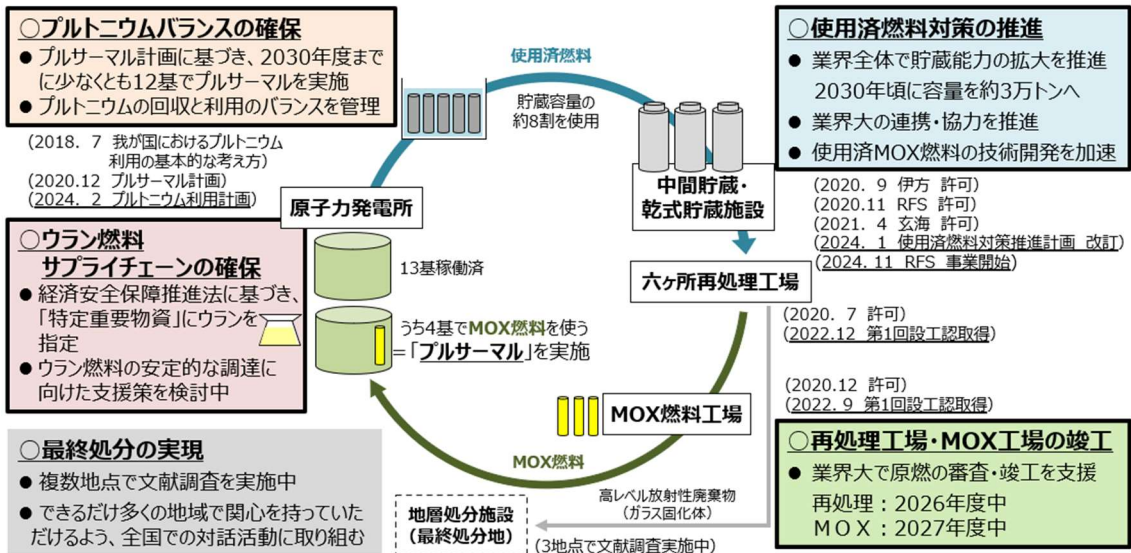 ○プルトニウムバランスの確保
● プルサーマル計画に基づき、2030年度まで
に少なくとも12基でプルサーマルを実施
● プルトニウムの回収と利用のバランスを管理
(2018. 7 我が国におけるプルトニウム
利用の基本的な考え方)
(2020.12 プルサーマル計画)
(2024. 2 プルトニウム利用計画)
使用済燃料
貯蔵容量の
約8割を使用
○使用済燃料対策の推進
● 業界全体で貯蔵能力の拡大を推進
2030年頃に容量を約3万トンへ
● 業界大の連携・協力を推進
● 使用済MOX燃料の技術開発を加速
(2020. 9 伊方 許可)
(2020.11 RFS 許可)
(2021. 4 玄海 許可)
(2024. 1 使用済燃料対策推進計画 改訂)
(2024. 11 RFS 事業開始)
中間貯蔵・
乾式貯蔵施設
原子力発電所
○ウラン燃料
サプライチェーンの確保
● 経済安全保障推進法に基づき、
「特定重要物資」にウランを
指定
● ウラン燃料の安定的な調達に
向けた支援策を検討中
13基稼働済
うち4基でMOX燃料を使う
=「プルサーマル」を実施
六ヶ所再処理工場
(2020. 7 許可)
(2022.12 第1回設工認取得)
(2020.12 許可)
(2022. 9 第1回設工認取得)
MOX燃料工場
MOX燃料
○最終処分の実現
● 複数地点で文献調査を実施中
● できるだけ多くの地域で関心を持っていた
だけるよう、全国での対話活動に取り組む
地層処分施設
(最終処分地)
高レベル放射性廃棄物
(ガラス固化体)
(3地点で文献調査実施中)
○再処理工場・MOX工場の竣工
● 業界大で原燃の審査・竣工を支援
再処理：2026年度中
ＭＯＸ：2027年度中